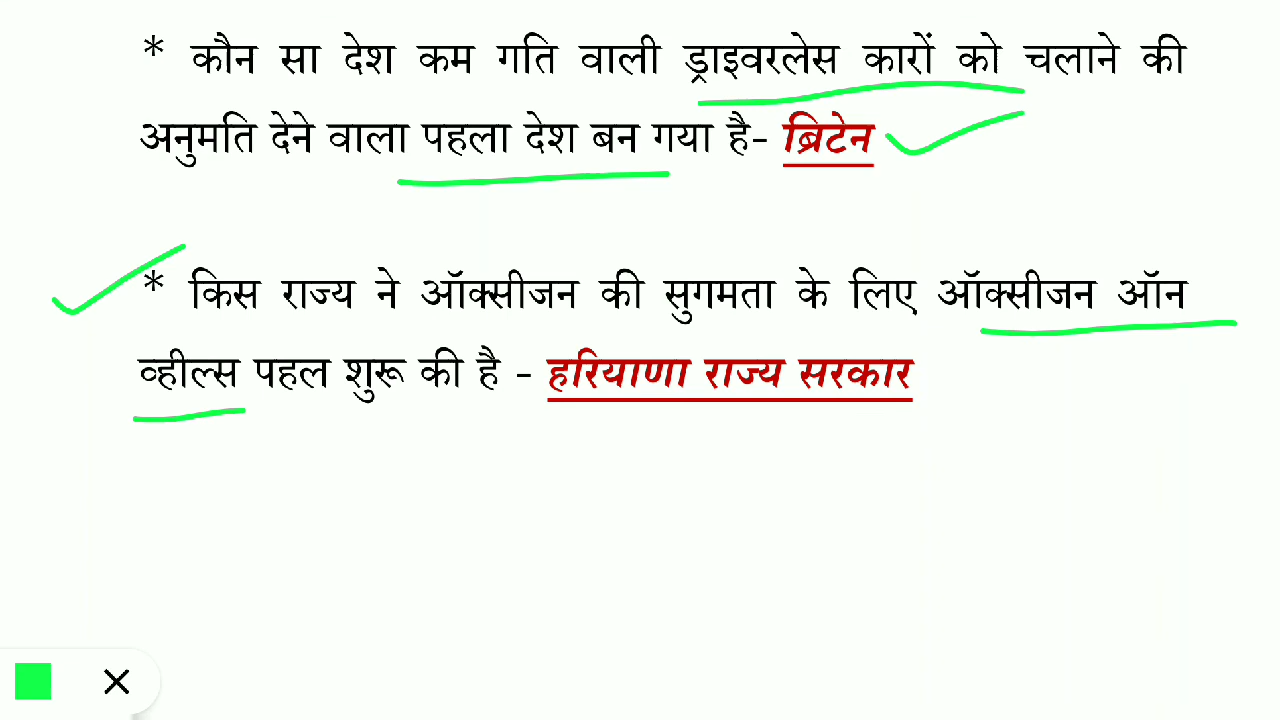 * कौन सा देश कम गति वाली ड्राइवरलेस कारों को चलाने की
अनुमति देने वाला पहला देश बन गया है- ब्रिटेन
* किस राज्य ने ऑक्सीजन की सुगमता के लिए ऑक्सीजन ऑन
व्हील्स पहल शुरू की है - हरियाणा राज्य सरकार